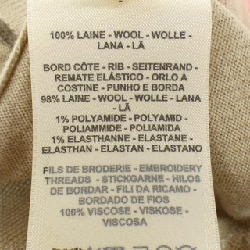 100% LAINE - WOOL - WOLLE -
LANA - LÃ
BORD CÔTE - RIB - SEITENRAND -
REMATE ELÁSTICO - ORLO A
COSTINE - PUNHO E BORDA
98% LAINE - WOOL - WOLLE - LANA
- LÃ
1% POLYAMIDE - POLYAMID -
POLIAMMIDE - POLIAMIDA
1% ELASTHANNE - ELASTANE -
ELASTHAN - ELASTAN - ELASTANO
FILS DE BRODERIE - EMBROIDERY
THREADS - STICKGARNE - HILOS
DE BORDAR - FILI DA RICAMO -
BORDADO DE FIOS
100% VISCOSE - VISKOSE -
VISCOSA